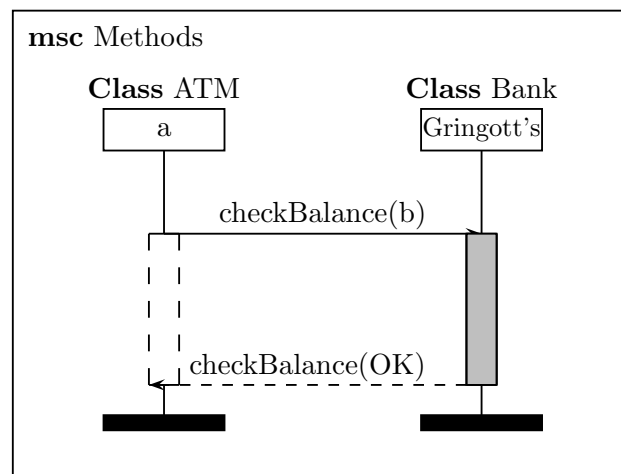 msc Methods
Class ATM
Class Bank
a
Gringott's
checkBalance(b)
checkBalance(OK)